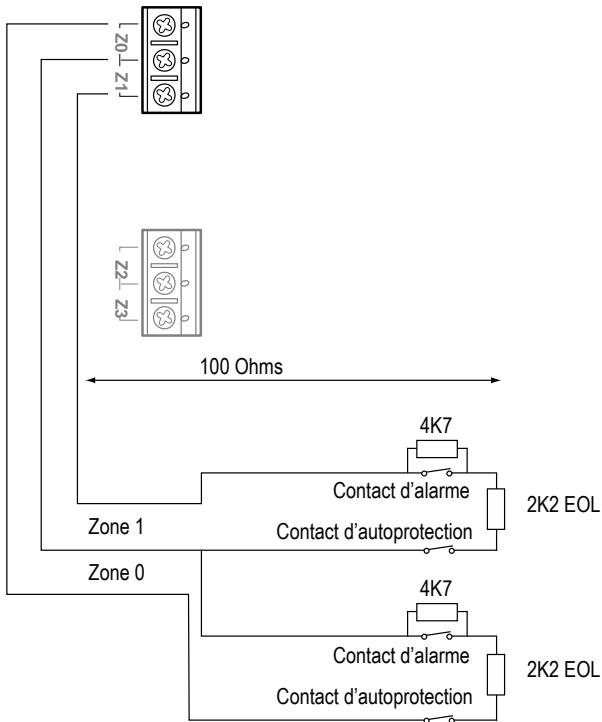 Z0
Z1
Z2
Z3
100 Ohms
4K7
Contact d’alarme
2K2 EOL
Zone 1
Contact d’autoprotection
Zone 0
4K7
Contact d’alarme
2K2 EOL
Contact d’autoprotection